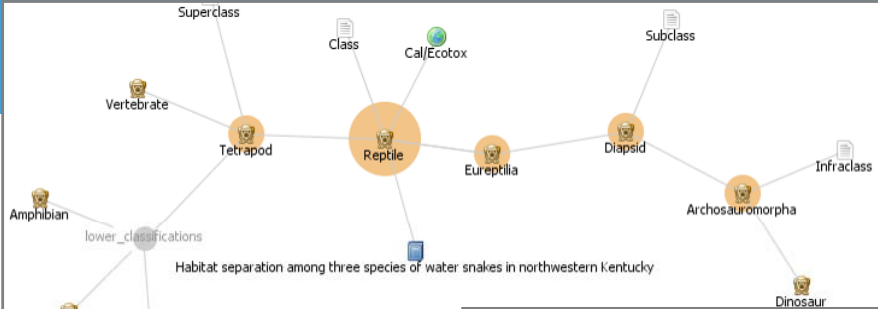 Superclass
Class
Cal/Ecotox
Subclass
Vertebrate
Tetrapod
Reptile
Eureptilia
Diapsid
Infraclass
Archosauromorpha
Amphibian
lower_classifications
Habitat separation among three species of water snakes in northwestern Kentucky
Dinosaur